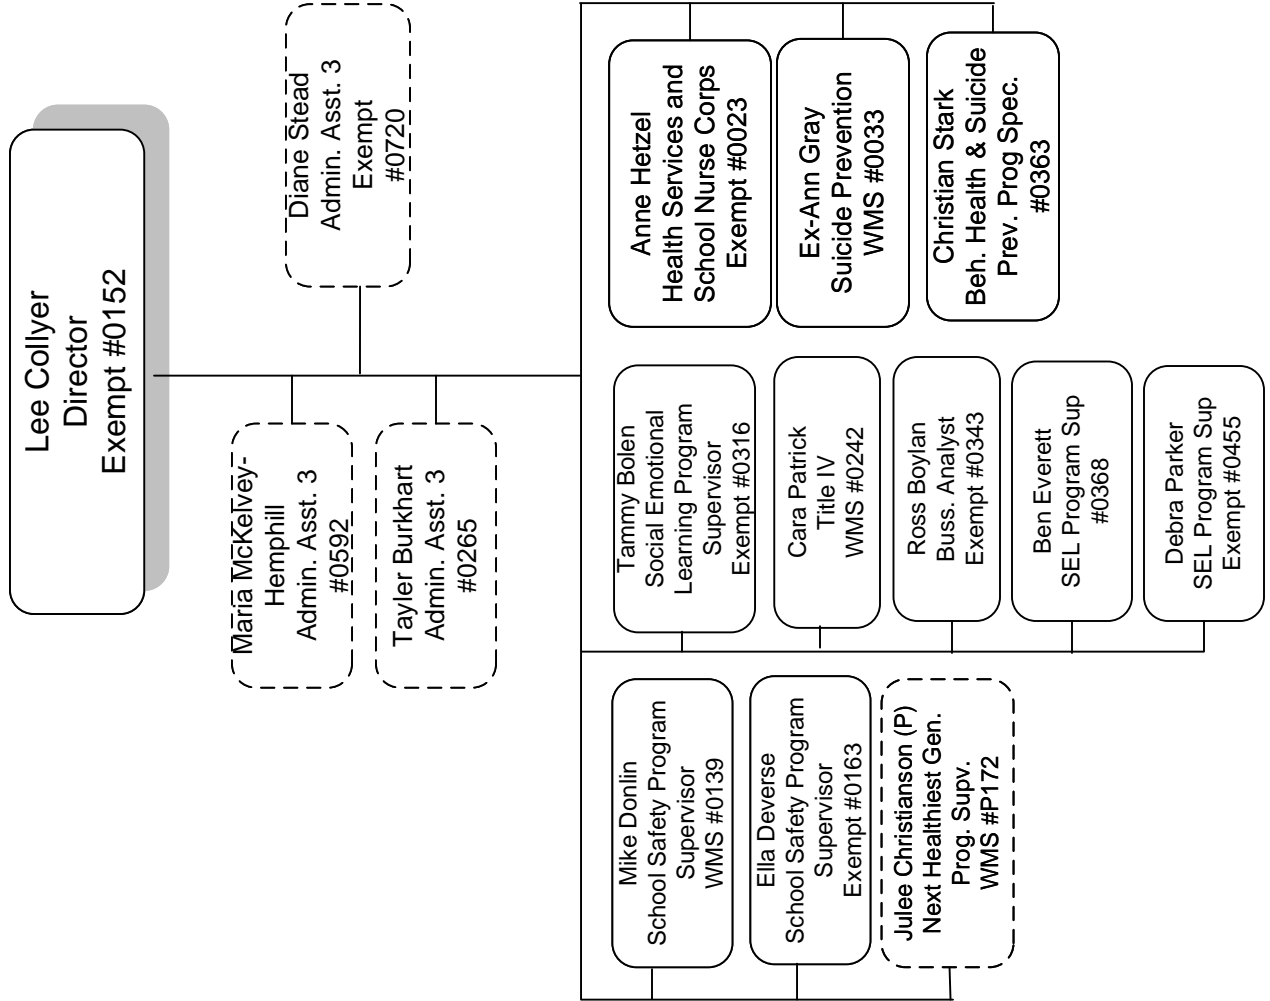 Lee Collyer
Director
Exempt #0152
Maria McKelvey-
Hemphill
Admin. Asst. 3
#0592
Diane Stead
Admin. Asst. 3
Exempt
#0720
Tayler Burkhart
Admin. Asst. 3
#0265
Mike Donlin
School Safety Program
Supervisor
WMS #0139
Ella Deverse
School Safety Program
Supervisor
Exempt #0163
Julee Christianson (P)
Next Healthiest Gen.
Prog. Supv.
WMS #P172
Tammy Bolen
Social Emotional
Learning Program
Supervisor
Exempt #0316
Cara Patrick
Title IV
WMS #0242
Ross Boylan
Buss. Analyst
Exempt #0343
Ben Everett
SEL Program Sup
#0368
Debra Parker
SEL Program Sup
Exempt #0455
Anne Hetzel
Health Services and
School Nurse Corps
Exempt #0023
Ex-Ann Gray
Suicide Prevention
WMS #0033
Christian Stark
Beh. Health & Suicide
Prev. Prog Spec.
#0363